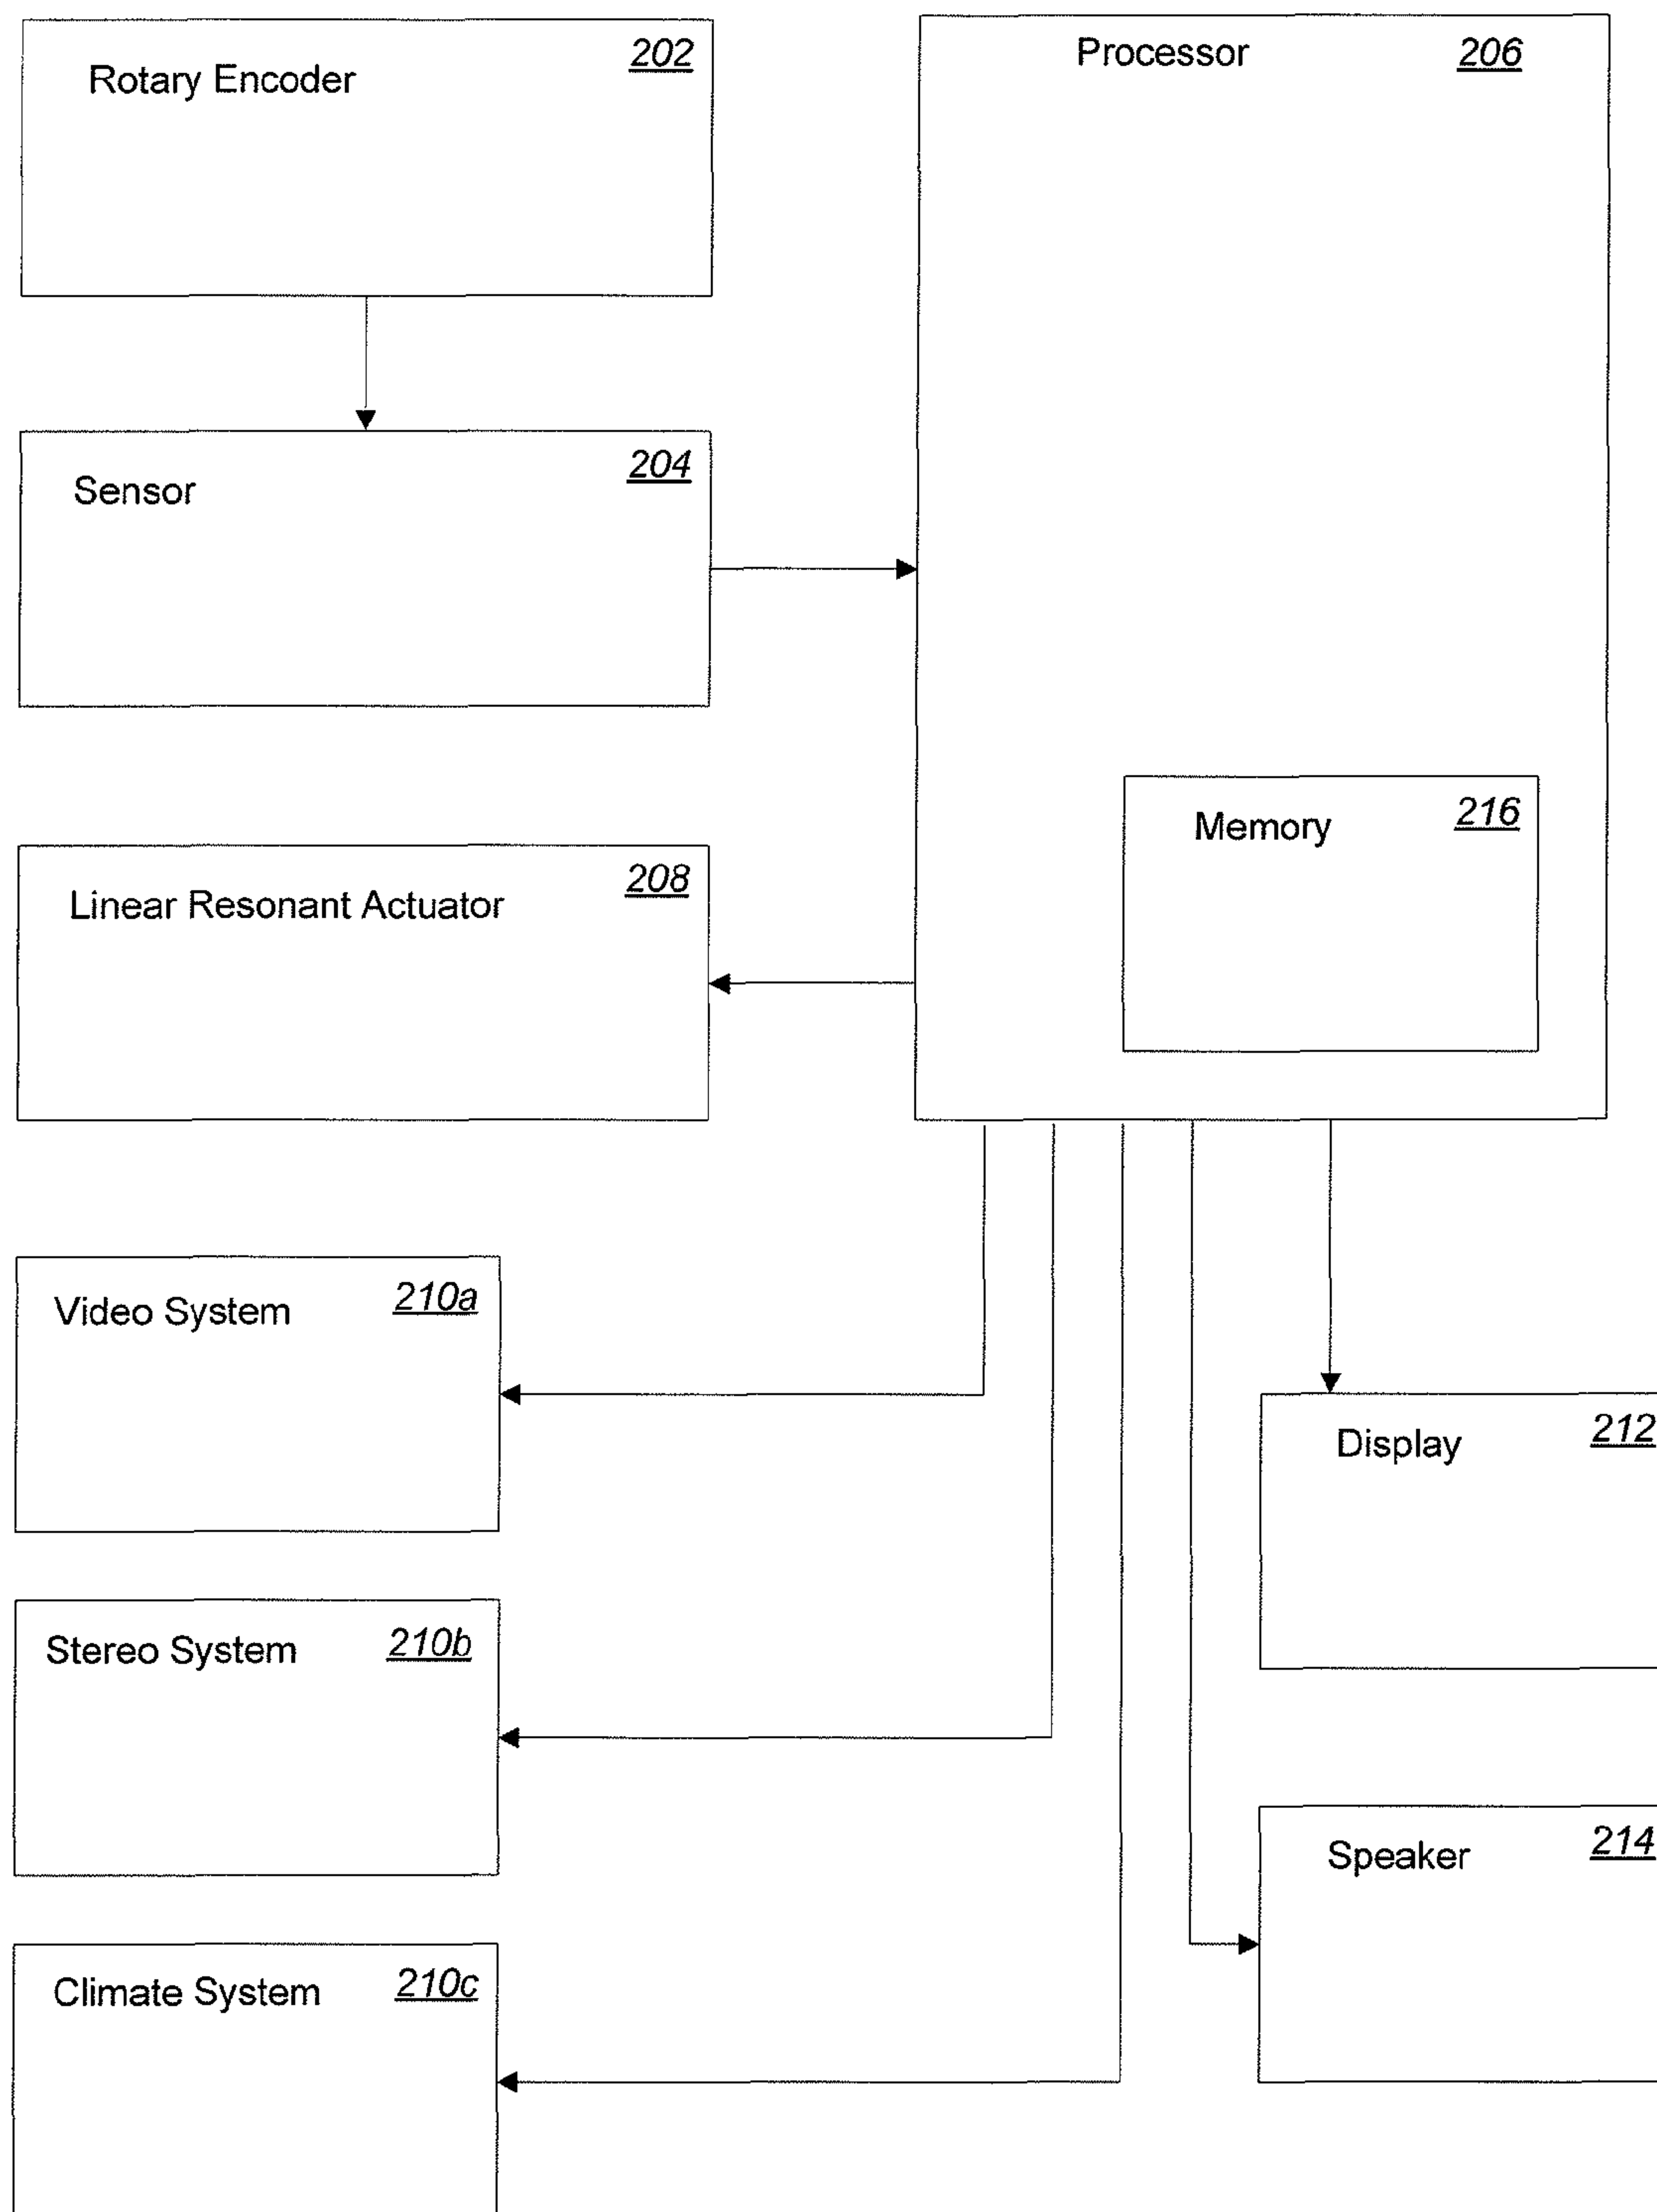 Rotary Encoder 202
Processor 206
Sensor 204
Memory 216
Linear Resonant Actuator 208
Video System 210a
Display 212
Stereo System 210b
Speaker 214
Climate System 210c